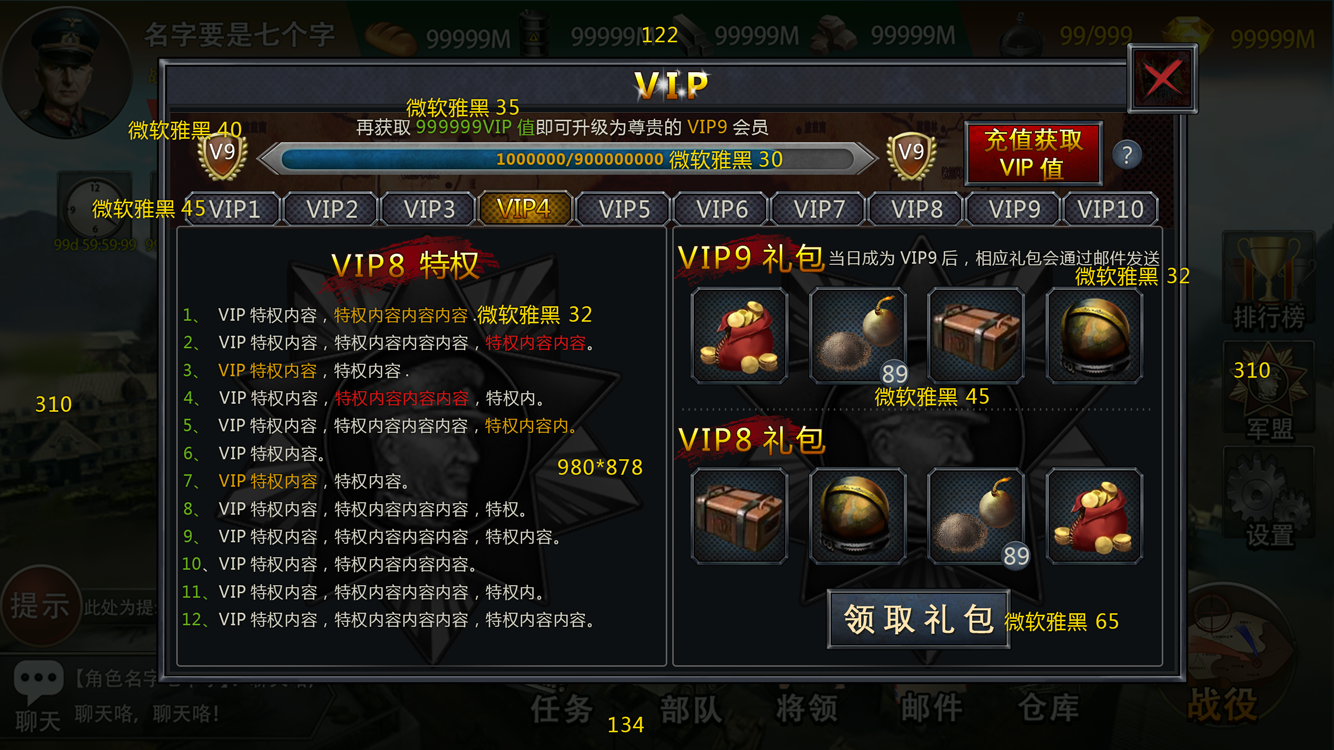 名字要是七个字
99999M
99999M
122
99999M
99999M
99/999
99999M
VIP
微软雅黑 35
微软雅黑 40
再获取 999999VIP 值即可升级为尊贵的 VIP9 会员
V9
1000000/900000000 微软雅黑 30
V9
充值获取
VIP 值
?
微软雅黑 45
VIP1 VIP2 VIP3 VIP4 VIP5 VIP6 VIP7 VIP8 VIP9 VIP10
99d 59:59:99
VIP8 特权
1、 VIP 特权内容，特权内容内容内容 .微软雅黑 32
2、 VIP 特权内容，特权内容内容内容，特权内容内容。
3、 VIP 特权内容，特权内容 .
4、 VIP 特权内容，特权内容内容内容，特权内。
5、 VIP 特权内容，特权内容内容内容，特权内容内。
6、 VIP 特权内容。
7、 VIP 特权内容，特权内容。
8、 VIP 特权内容，特权内容内容内容，特权。
9、 VIP 特权内容，特权内容内容内容，特权内容。
10、VIP 特权内容，特权内容内容内容。
11、VIP 特权内容，特权内容内容内容，特权内。
12、VIP 特权内容，特权内容内容内容，特权内容内容。
980*878
VIP9 礼包 当日成为 VIP9 后，相应礼包会通过邮件发送
微软雅黑 32
89
微软雅黑 45
VIP8 礼包
89
领取礼包 微软雅黑 65
310
310
排行榜
军盟
设置
提示
此处为提
【角色名字
聊天
聊天咯，聊天咯！
任务
134
部队
将领
邮件
仓库
战役